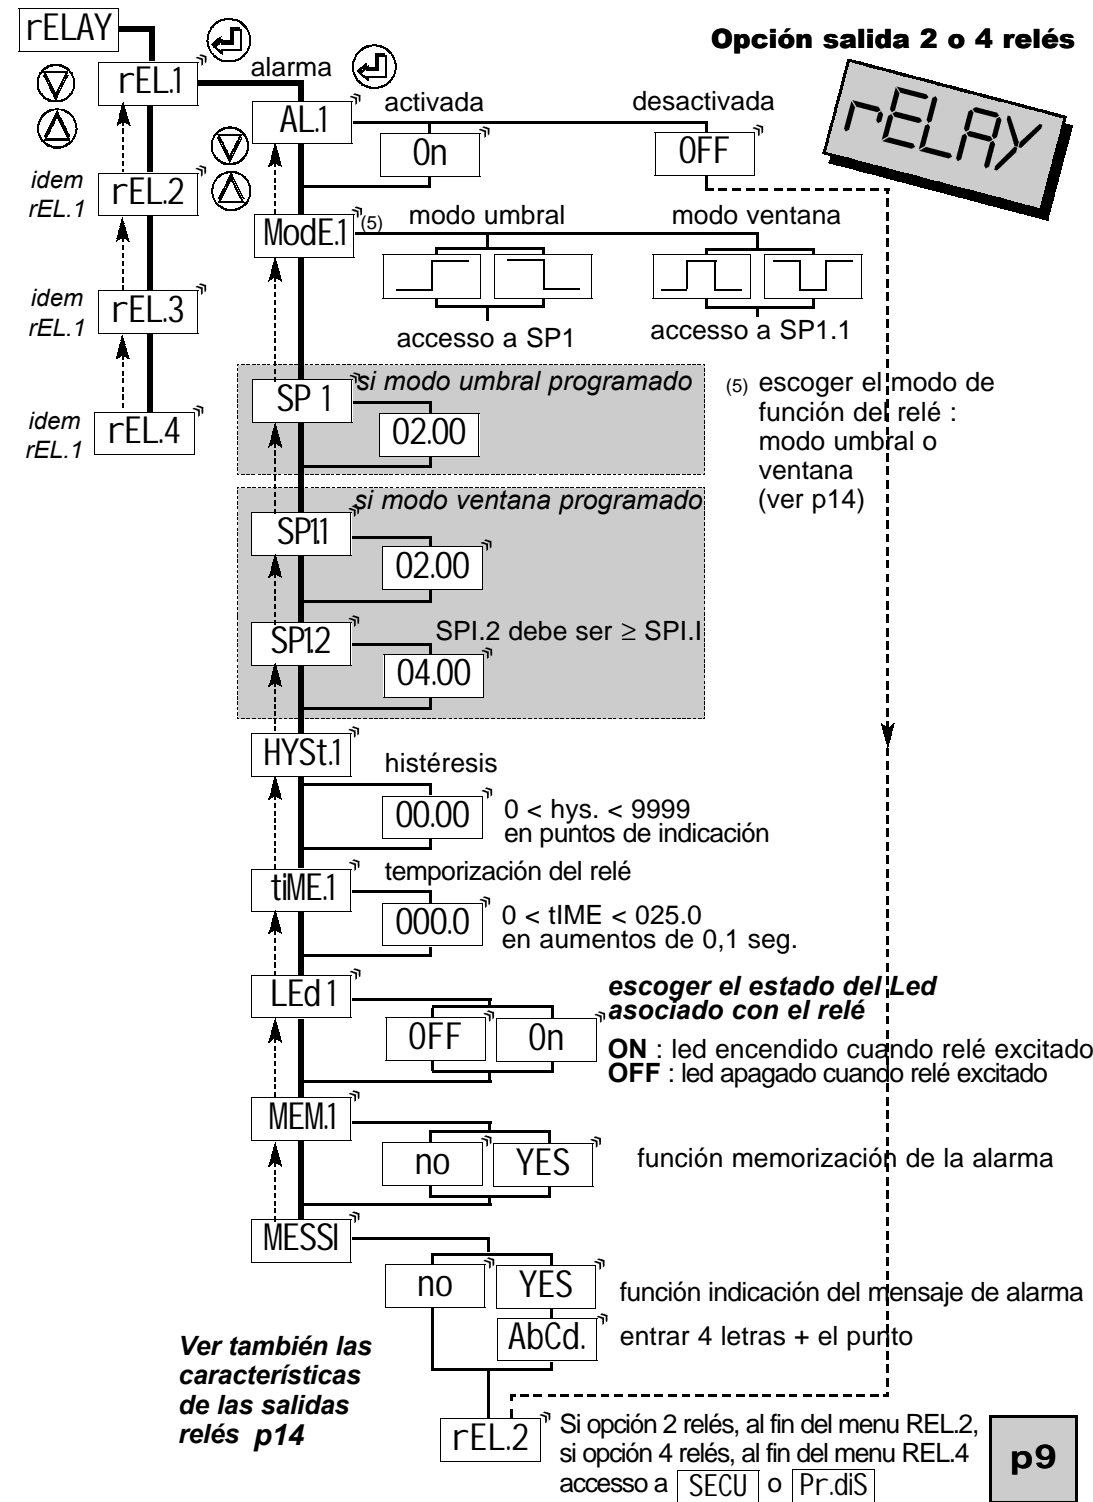 rELAY
Opción salida 2 o 4 relés
rELAY
rEL.1
alarma
AL.1
activada
desactivada
On
OFF
idem
rEL.1
rEL.2
ModE.1
(5)
modo umbral
modo ventana
accesso a SP1
accesso a SP1.1
idem
rEL.1
rEL.3
idem
rEL.1
rEL.4
si modo umbral programado
SP 1
02.00
(5) escoger el modo de
función del relé :
modo umbral o
ventana
(ver p14)
si modo ventana programado
SP1.1
02.00
SP1.2
SPI.2 debe ser ≥ SPI.I
04.00
HYSt.1
histéresis
00.00
0 < hys. < 9999
en puntos de indicación
tiME.1
temporización del relé
000.0
0 < tIME < 025.0
en aumentos de 0,1 seg.
LEd 1
OFF
On
escoger el estado del Led
asociado con el relé
ON : led encendido cuando relé excitado
OFF : led apagado cuando relé excitado
MEM.1
no
YES
función memorización de la alarma
MESSI
no
YES
función indicación del mensaje de alarma
AbCd.
entrar 4 letras + el punto
Ver también las
características
de las salidas
relés p14
rEL.2
Si opción 2 relés, al fin del menu REL.2,
si opción 4 relés, al fin del menu REL.4
accesso a SECU o Pr.diS
p9